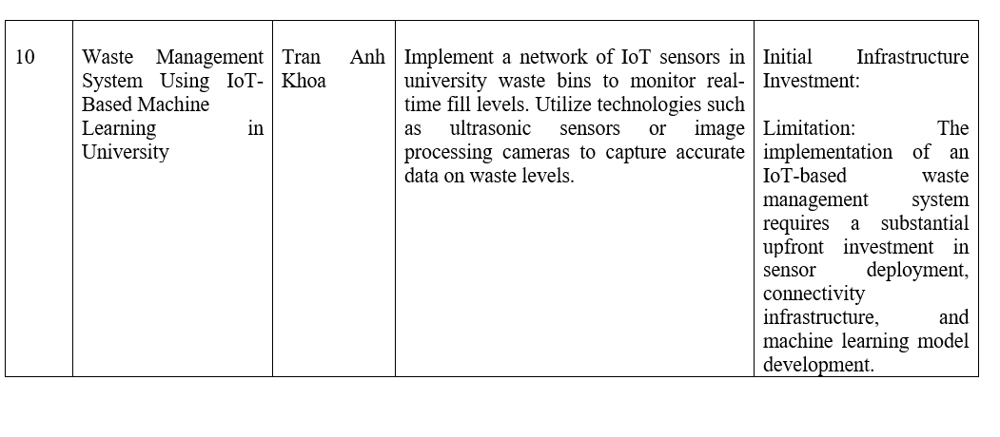 10
Waste Management
System Using IoT-
Based Machine
Learning in
University
Tran Anh
Khoa
Implement a network of IoT sensors in
university waste bins to monitor real-
time fill levels. Utilize technologies such
as ultrasonic sensors or image
processing cameras to capture accurate
data on waste levels.
Initial Infrastructure
Investment:
Limitation: The
implementation of an
IoT-based waste
management system
requires a substantial
upfront investment in
sensor deployment,
connectivity
infrastructure, and
machine learning model
development.